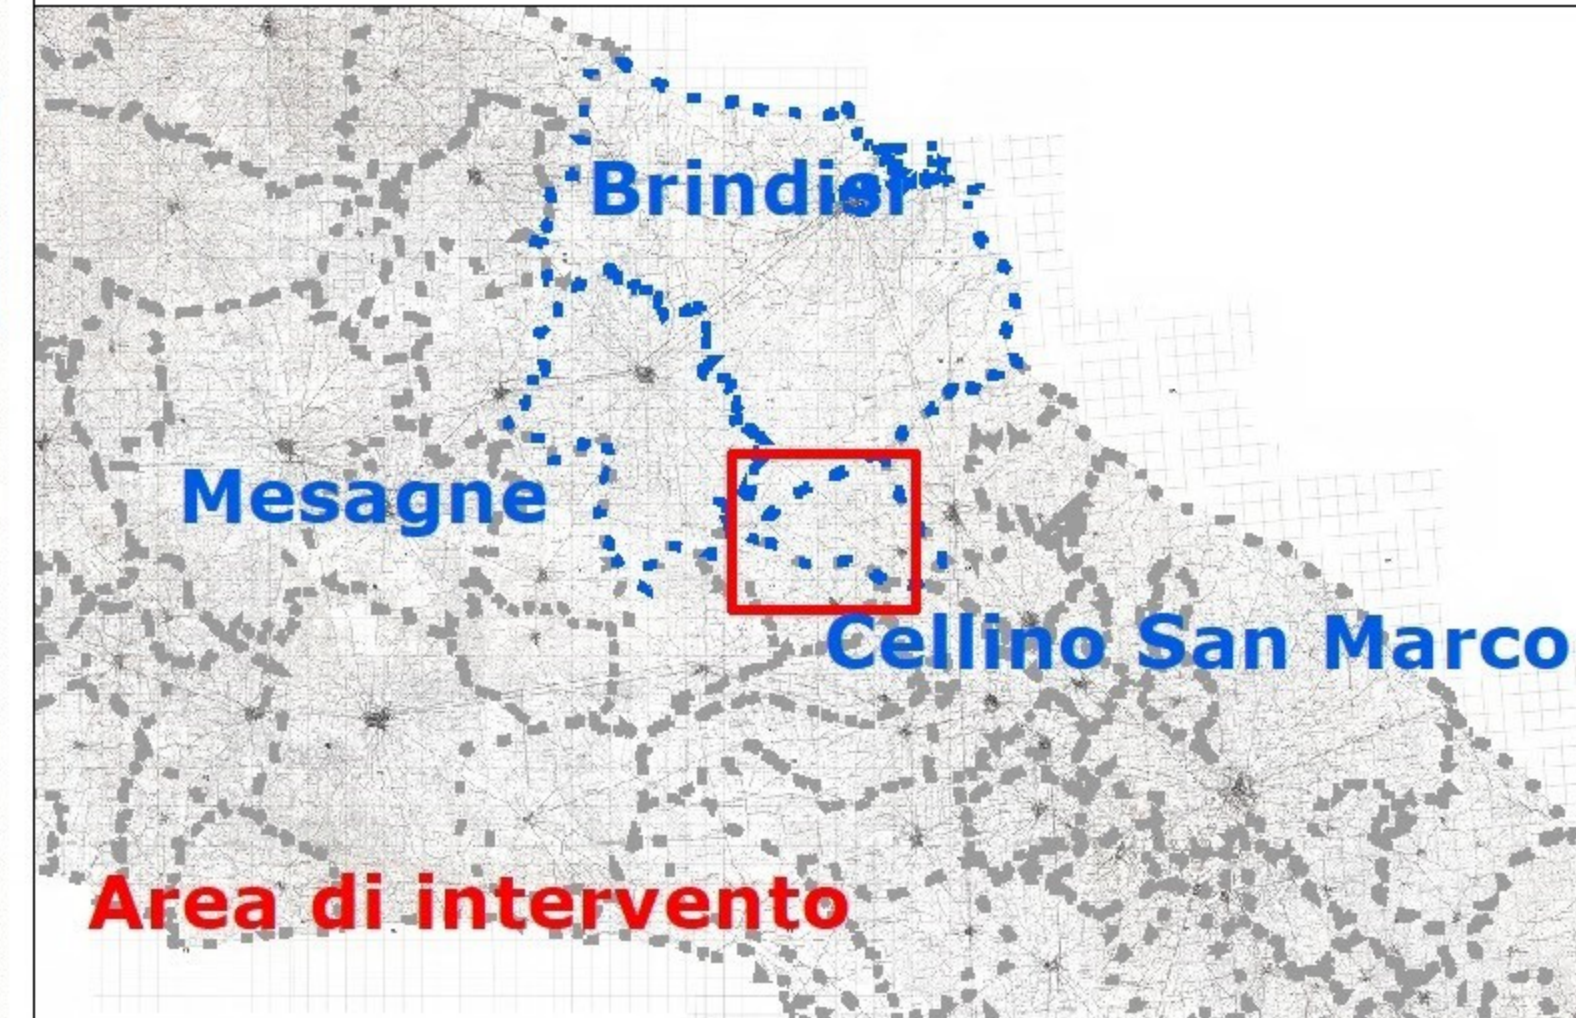 Brindisi
Mesagne
Cellino San Marco
Area di intervento